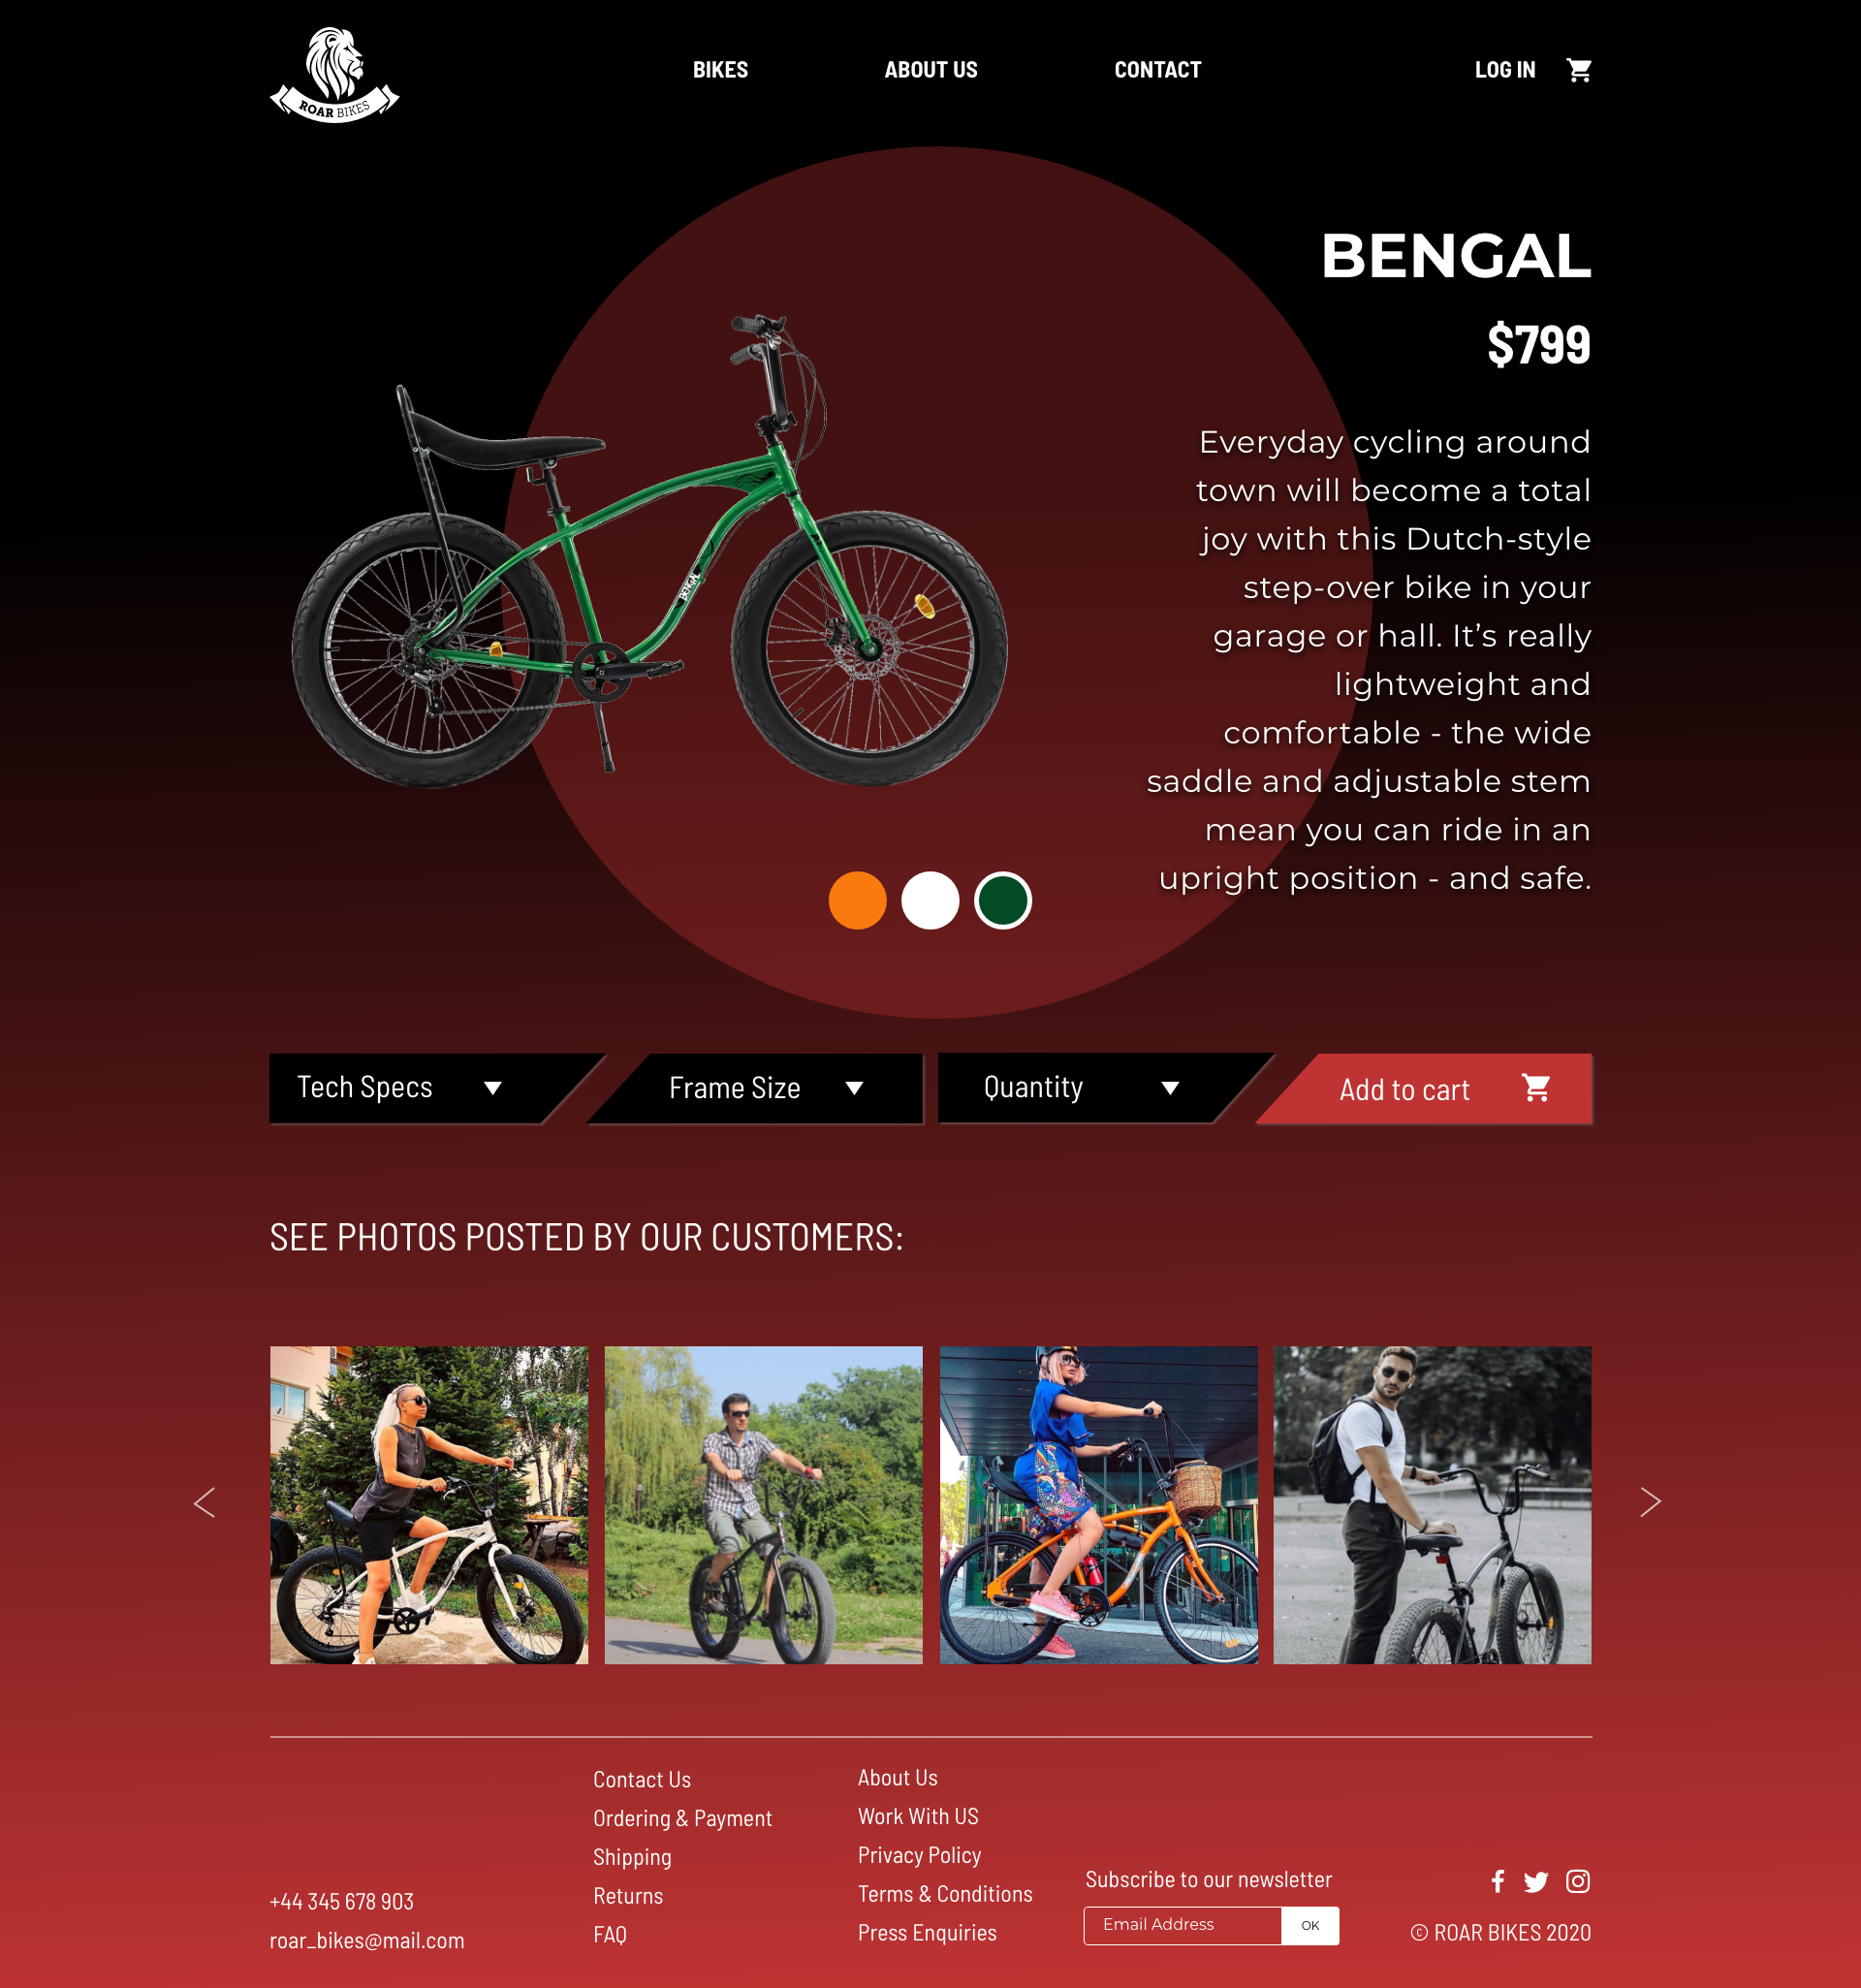 ROAR BIKES
BIKES
ABOUT US
CONTACT
LOG IN
BENGAL
$799
Everyday cycling around
town will become a total
joy with this Dutch-style
step-over bike in your
garage or hall. It’s really
lightweight and
comfortable - the wide
saddle and adjustable stem
mean you can ride in an
upright position - and safe.
BENGAL
Tech Specs
Frame Size
Quantity
Add to cart
SEE PHOTOS POSTED BY OUR CUSTOMERS:
+44 345 678 903
roar_bikes@mail.com
Contact Us
Ordering & Payment
Shipping
Returns
FAQ
About Us
Work With US
Privacy Policy
Terms & Conditions
Press Enquiries
Subscribe to our newsletter
Email Address
OK
© ROAR BIKES 2020